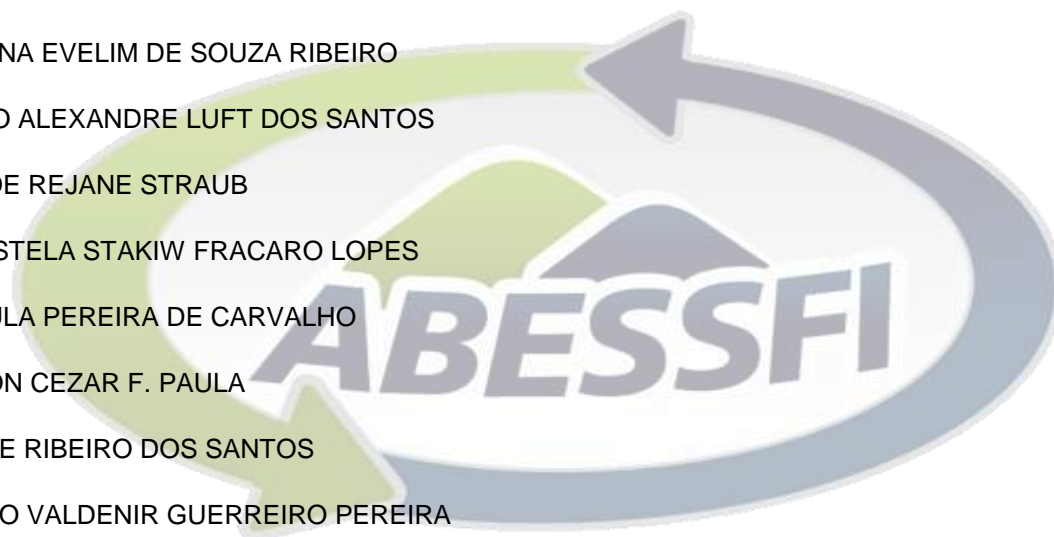 NA EVELIM DE SOUZA RIBEIRO
O ALEXANDRE LUFT DOS SANTOS
DE REJANE STRAUB
STELA STAKIW FRACARO LOPES
ULA PEREIRA DE CARVALHO
ABESSFI
ON CEZAR F. PAULA
E RIBEIRO DOS SANTOS
O VALDENIR GUERREIRO PEREIRA